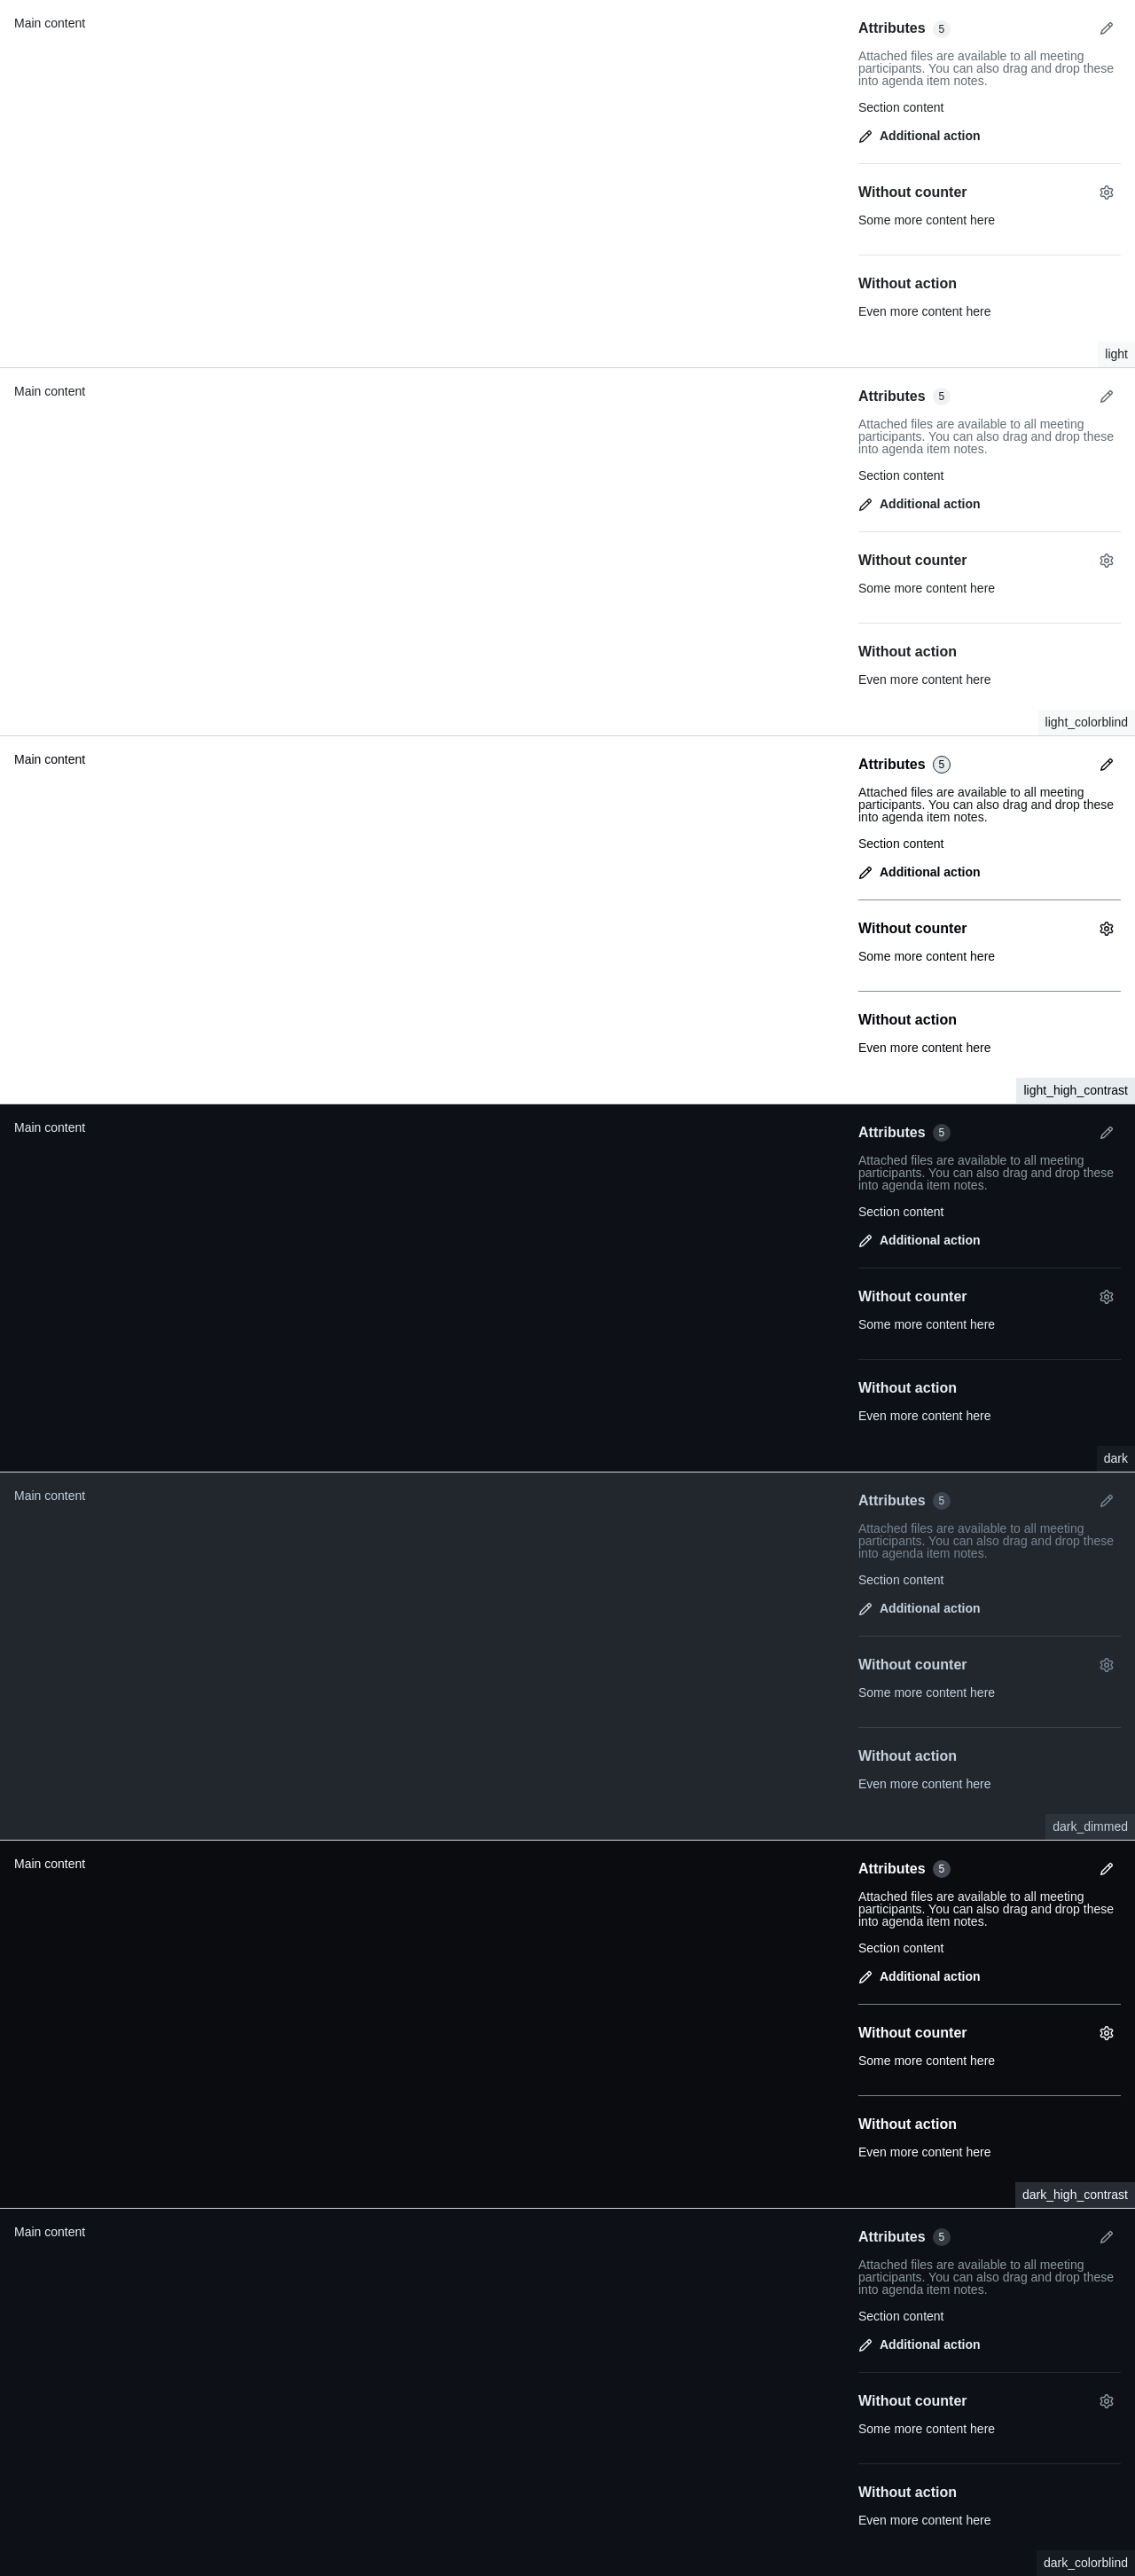 Main content
Attributes 5
Attached files are available to all meeting
participants. You can also drag and drop these
into agenda item notes.
Section content
Additional action
Without counter
Some more content here
Without action
Even more content here
light
Main content
Attributes 5
Attached files are available to all meeting
participants. You can also drag and drop these
into agenda item notes.
Section content
Additional action
Without counter
Some more content here
Without action
Even more content here
light_colorblind
Main content
Attributes 5
Attached files are available to all meeting
participants. You can also drag and drop these
into agenda item notes.
Section content
Additional action
Without counter
Some more content here
Without action
Even more content here
light_high_contrast
Main content
Attributes 5
Attached files are available to all meeting
participants. You can also drag and drop these
into agenda item notes.
Section content
Additional action
Without counter
Some more content here
Without action
Even more content here
dark
Main content
Attributes 5
Attached files are available to all meeting
participants. You can also drag and drop these
into agenda item notes.
Section content
Additional action
Without counter
Some more content here
Without action
Even more content here
dark_dimmed
Main content
Attributes 5
Attached files are available to all meeting
participants. You can also drag and drop these
into agenda item notes.
Section content
Additional action
Without counter
Some more content here
Without action
Even more content here
dark_high_contrast
Main content
Attributes 5
Attached files are available to all meeting
participants. You can also drag and drop these
into agenda item notes.
Section content
Additional action
Without counter
Some more content here
Without action
Even more content here
dark_colorblind